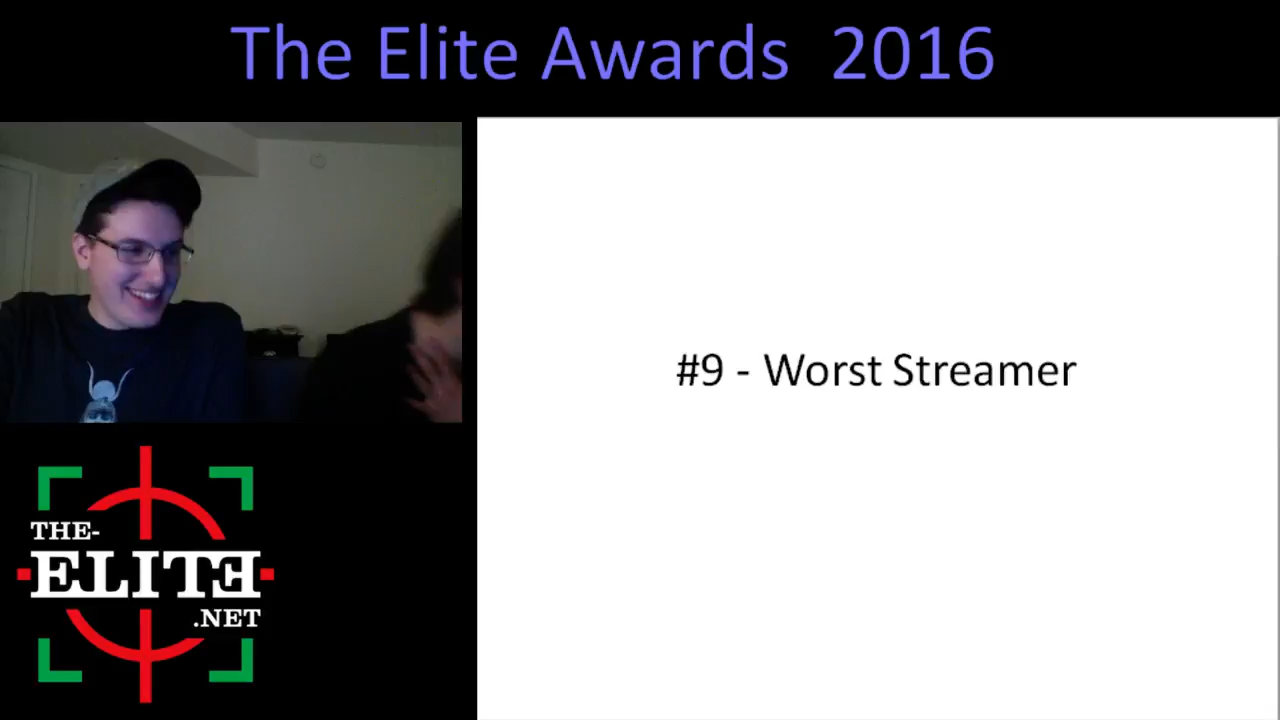 The Elite Awards 2016
#9 - Worst Streamer
THE-
ELITE
.NET